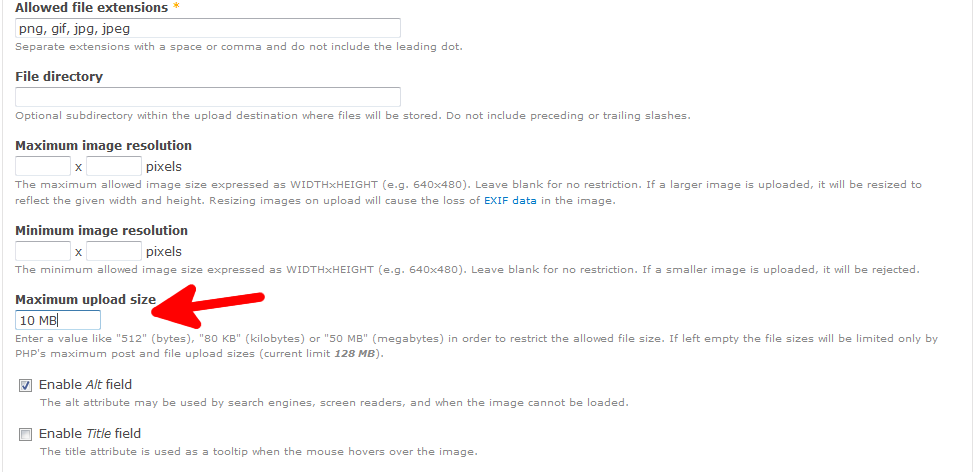 Allowed file extensions *
png, gif, jpg, jpeg
Separate extensions with a space or comma and do not include the leading dot.
File directory
Optional subdirectory within the upload destination where files will be stored. Do not include preceding or trailing slashes.
Maximum image resolution
x pixels
The maximum allowed image size expressed as WIDTHxHEIGHT (e.g. 640x480). Leave blank for no restriction. If a larger image is uploaded, it will be resized to
reflect the given width and height. Resizing images on upload will cause the loss of EXIF data in the image.
Minimum image resolution
x pixels
The minimum allowed image size expressed as WIDTHxHEIGHT (e.g. 640x480). Leave blank for no restriction. If a smaller image is uploaded, it will be rejected.
Maximum upload size
10 MB
Enter a value like "512" (bytes), "80 KB" (kilobytes) or "50 MB" (megabytes) in order to restrict the allowed file size. If left empty the file sizes will be limited only by
PHP's maximum post and file upload sizes (current limit 128 MB).
Enable Alt field
The alt attribute may be used by search engines, screen readers, and when the image cannot be loaded.
Enable Title field
The title attribute is used as a tooltip when the mouse hovers over the image.